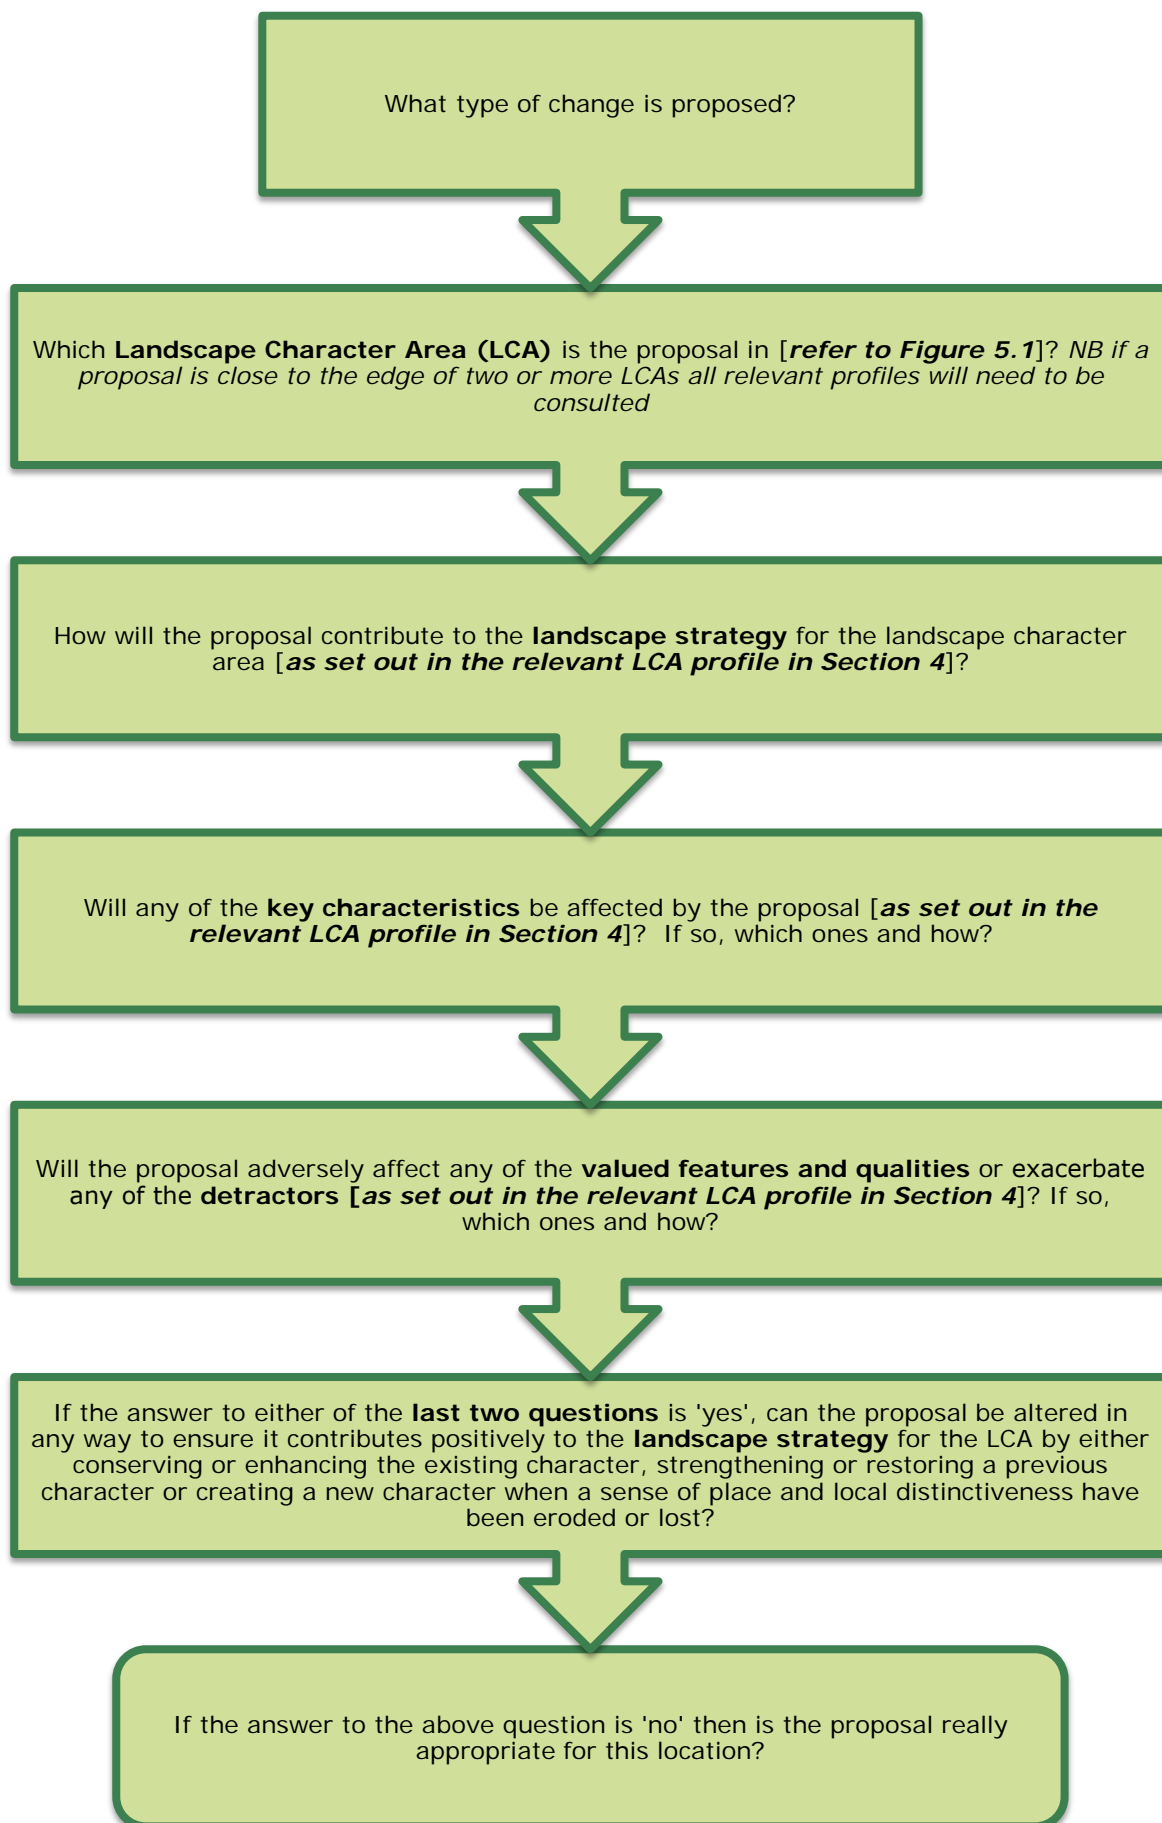 What type of change is proposed?
Which Landscape Character Area (LCA) is the proposal in [refer to Figure 5.1]? NB if a
proposal is close to the edge of two or more LCAs all relevant profiles will need to be
consulted
How will the proposal contribute to the landscape strategy for the landscape character
area [as set out in the relevant LCA profile in Section 4]?
Will any of the key characteristics be affected by the proposal [as set out in the
relevant LCA profile in Section 4]? If so, which ones and how?
Will the proposal adversely affect any of the valued features and qualities or exacerbate
any of the detractors [as set out in the relevant LCA profile in Section 4]? If so,
which ones and how?
If the answer to either of the last two questions is 'yes', can the proposal be altered in
any way to ensure it contributes positively to the landscape strategy for the LCA by either
conserving or enhancing the existing character, strengthening or restoring a previous
character or creating a new character when a sense of place and local distinctiveness have
been eroded or lost?
If the answer to the above question is 'no' then is the proposal really
appropriate for this location?